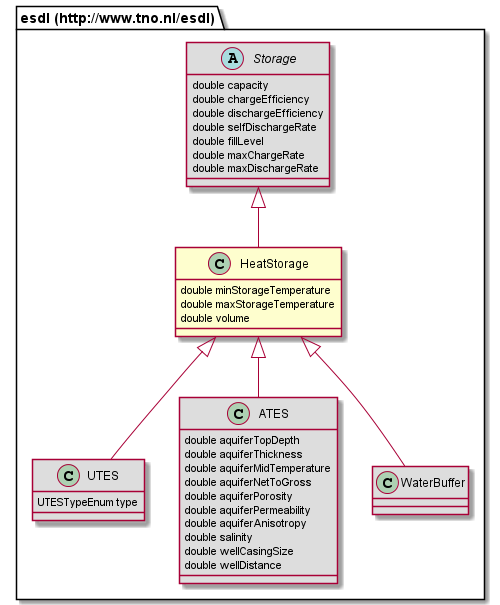 esdl (http://www.tno.nl/esdl)
A Storage
double capacity
double chargeEfficiency
double dischargeEfficiency
double selfDischargeRate
double fillLevel
double maxChargeRate
double maxDischargeRate
C HeatStorage
double minStorageTemperature
double maxStorageTemperature
double volume
C UTES
UTESTypeEnum type
C ATES
double aquiferTopDepth
double aquiferThickness
double aquiferMidTemperature
double aquiferNetToGross
double aquiferPorosity
double aquiferPermeability
double aquiferAnisotropy
double salinity
double wellCasingSize
double wellDistance
C WaterBuffer